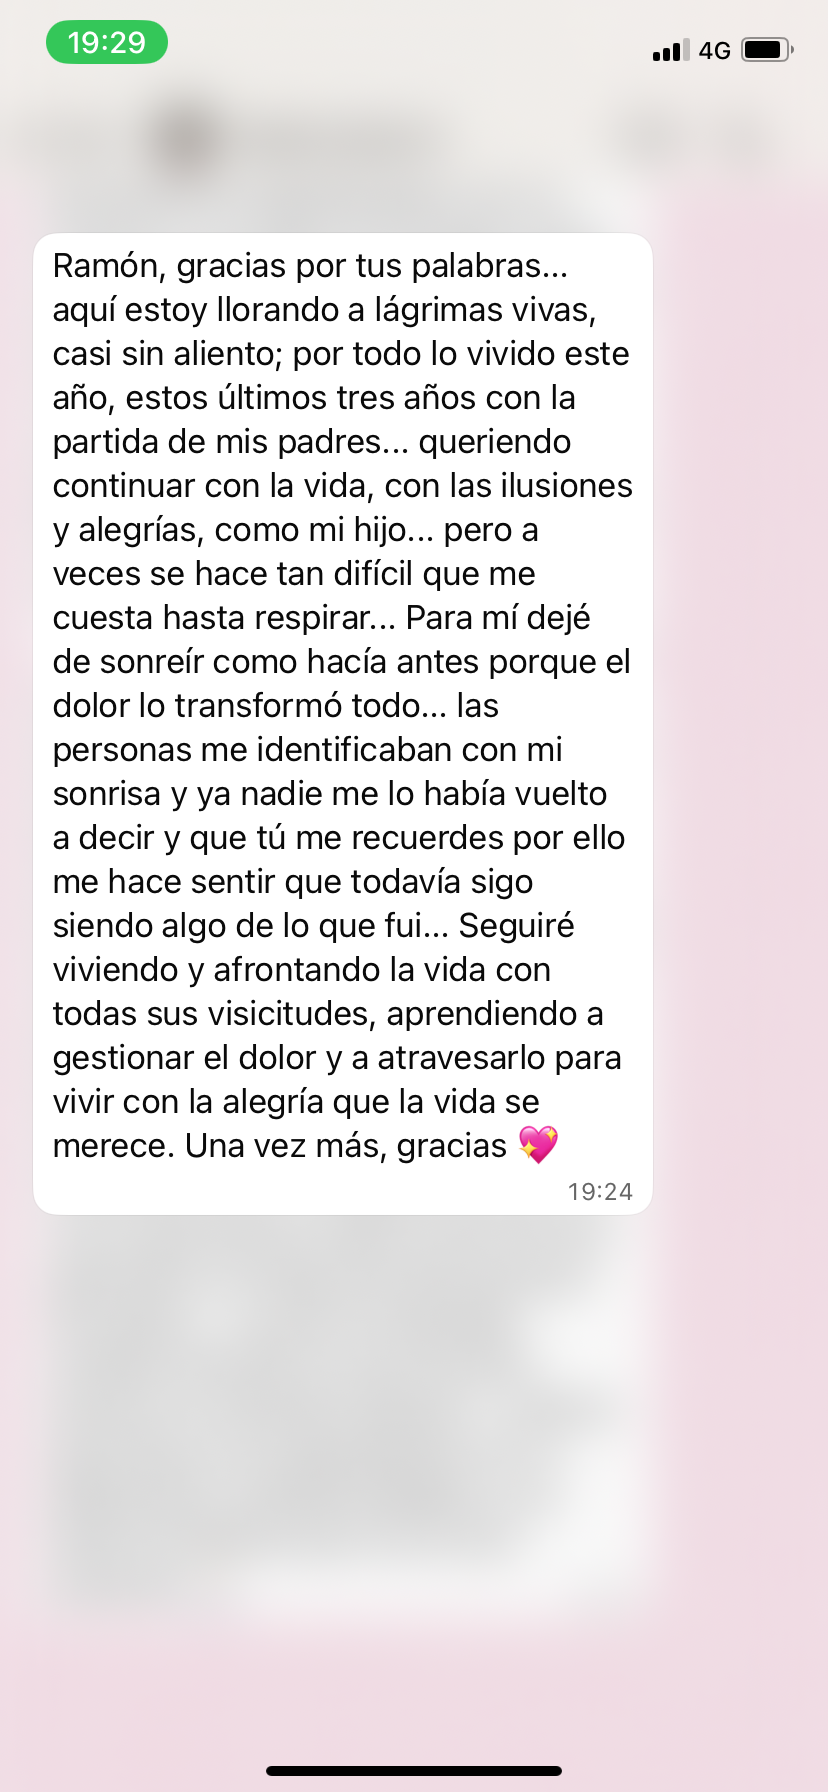 19:29
4G
Ramón, gracias por tus palabras...
aquí estoy llorando a lágrimas vivas,
casi sin aliento; por todo lo vivido este
año, estos últimos tres años con la
partida de mis padres... queriendo
continuar con la vida, con las ilusiones
y alegrías, como mi hijo... pero a
veces se hace tan difícil que me
cuesta hasta respirar... Para mí dejé
de sonreír como hacía antes porque el
dolor lo transformó todo... las
personas me identificaban con mi
sonrisa y ya nadie me lo había vuelto
a decir y que tú me recuerdes por ello
me hace sentir que todavía sigo
siendo algo de lo que fui... Seguiré
viviendo y afrontando la vida con
todas sus visicitudes, aprendiendo a
gestionar el dolor y a atravesarlo para
vivir con la alegría que la vida se
merece. Una vez más, gracias 💖
19:24